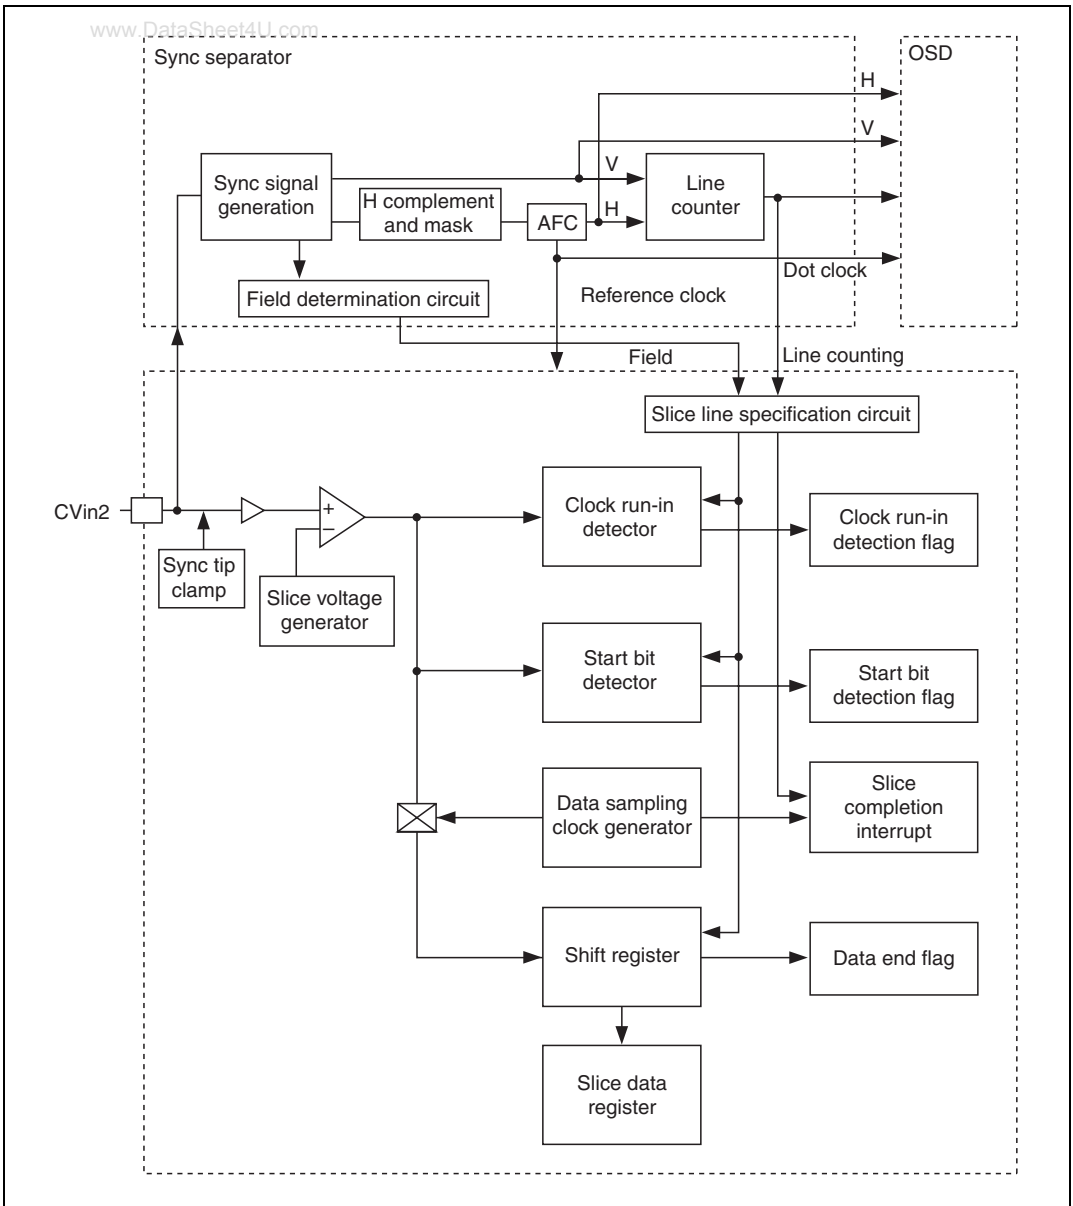 www.DataSheet4U.com
Sync separator
OSD
H
V
Sync signal
generation
V
H complement
and mask
AFC
H
Line
counter
Dot clock
Field determination circuit
Reference clock
Field
Line counting
Slice line specification circuit
CVin2
+
−
Sync tip
clamp
Slice voltage
generator
Clock run-in
detector
Clock run-in
detection flag
Start bit
detector
Start bit
detection flag
Data sampling
clock generator
Slice
completion
interrupt
Shift register
Data end flag
Slice data
register